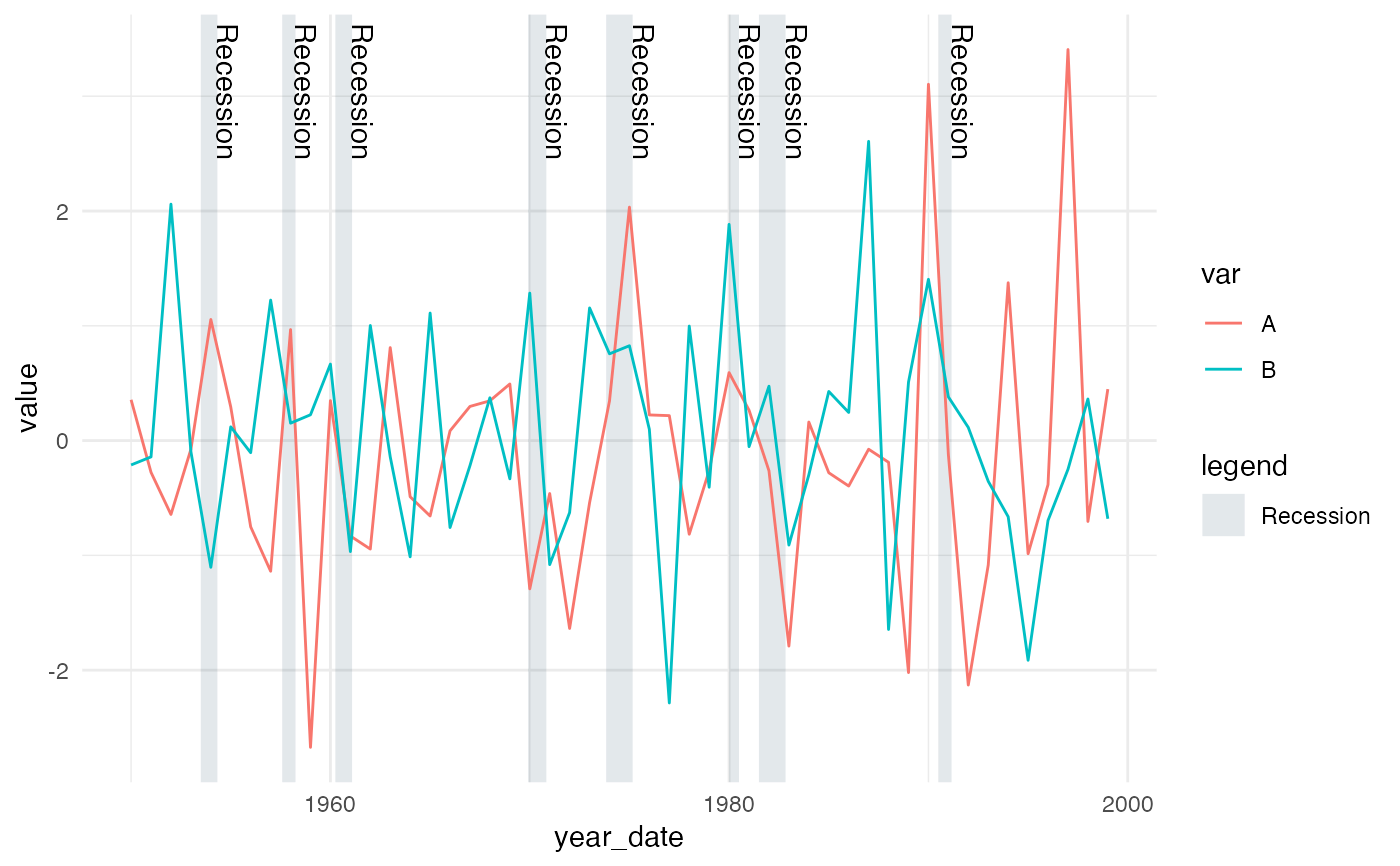 Recession
Recession
Recession
Recession
Recession
Recession
Recession
Recession
2
0
-2
value
1960
1980
2000
year_date
var
A
B
legend
Recession